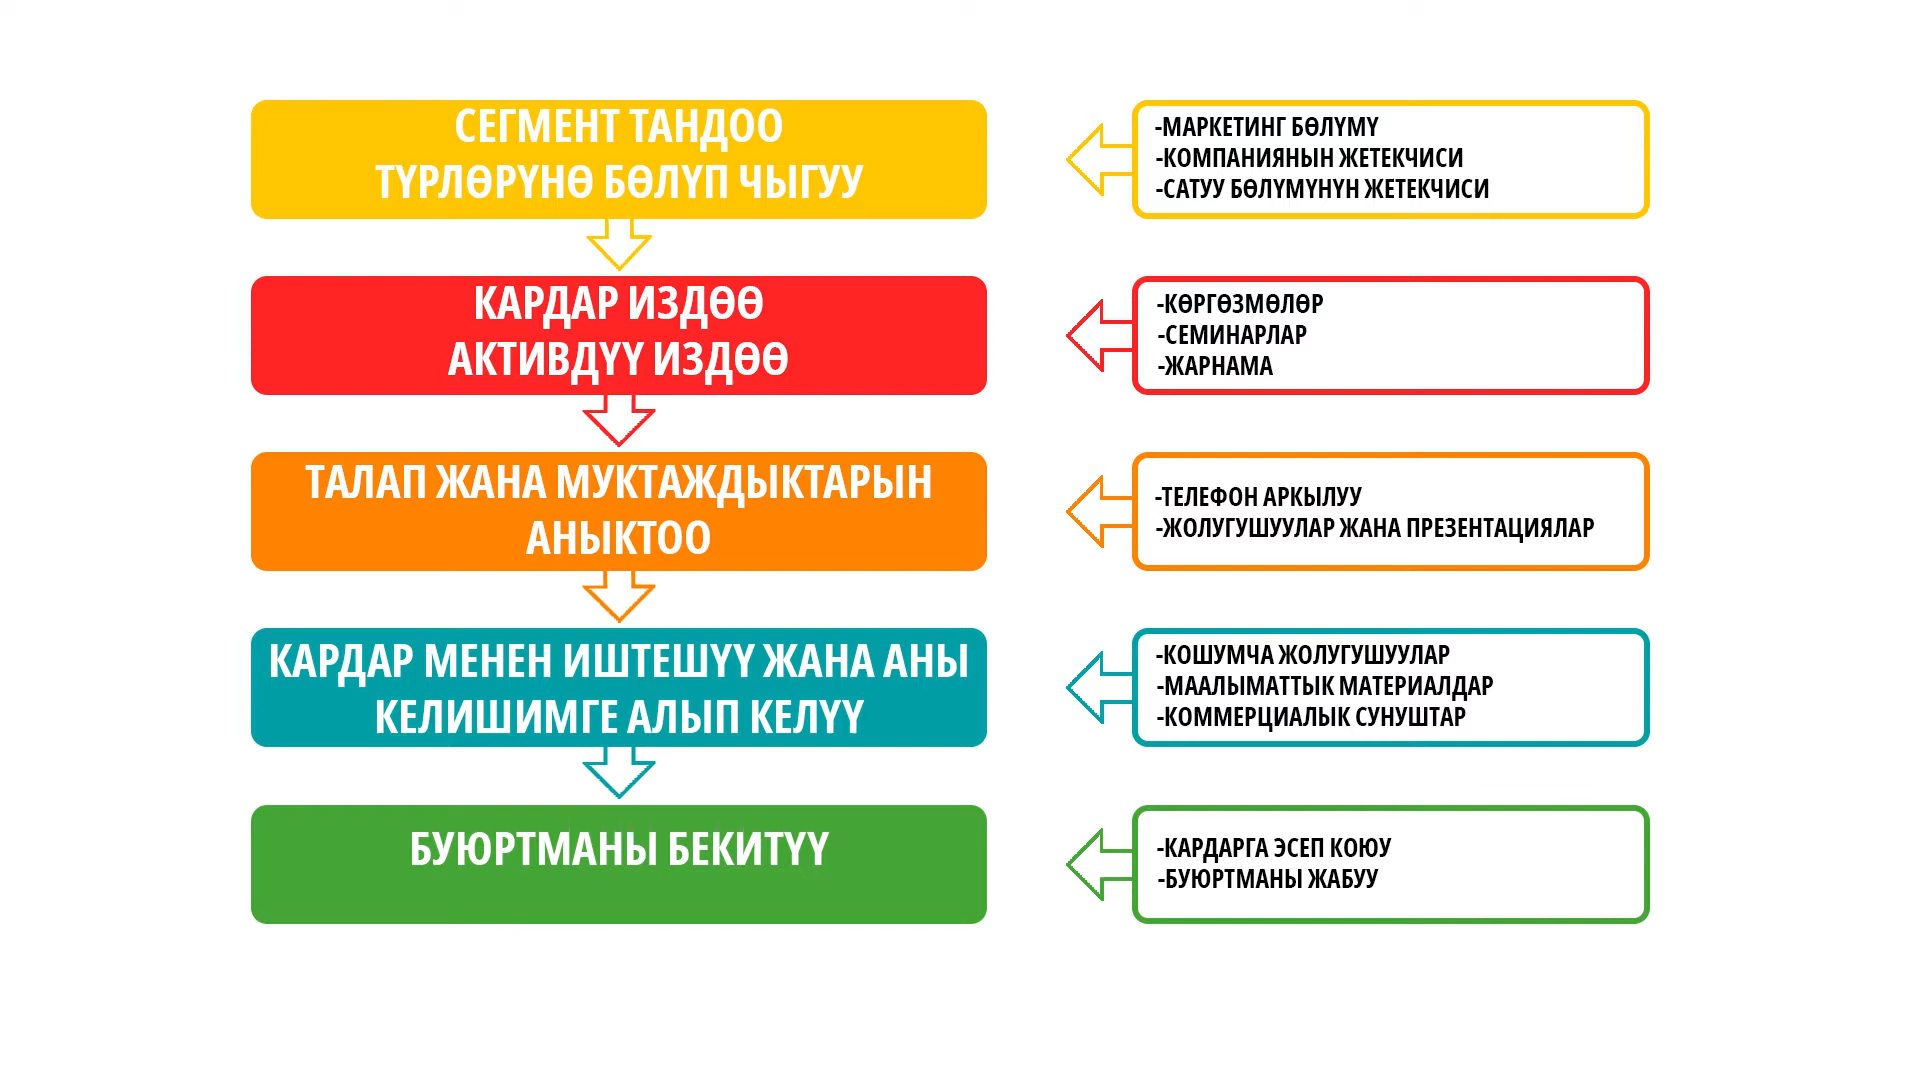 СЕГМЕНТ ТАНДОО
ТҮРЛӨРҮНӨ БӨЛҮП ЧЫГУУ
-МАРКЕТИНГ БӨЛҮМҮ
-КОМПАНИЯНЫН ЖЕТЕКЧИСИ
-САТУУ БӨЛҮМҮНҮН ЖЕТЕКЧИСИ
КАРДАР ИЗДӨӨ
АКТИВДҮҮ ИЗДӨӨ
-КӨРГӨЗМӨЛӨР
-СЕМИНАРЛАР
-ЖАРНАМА
ТАЛАП ЖАНА МУКТАЖДЫКТАРЫН
АНЫКТОО
-ТЕЛЕФОН АРКЫЛУУ
-ЖОЛУГУШУУЛАР ЖАНА ПРЕЗЕНТАЦИЯЛАР
КАРДАР МЕНЕН ИШТЕШҮҮ ЖАНА АНЫ
КЕЛИШИМГЕ АЛЫП КЕЛҮҮ
-КОШУМЧА ЖОЛУГУШУУЛАР
-МААЛЫМАТТЫК МАТЕРИАЛДАР
-КОММЕРЦИАЛЫК СУНУШТАР
БУЮРТМАНЫ БЕКИТҮҮ
-КАРДАРГА ЭСЕП КОЮУ
-БУЮРТМАНЫ ЖАБУУ